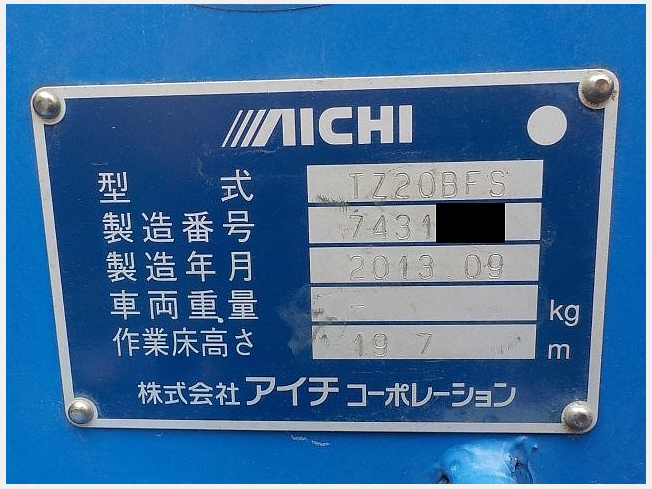 AICHI
型式 TZ20BFS
製造番号 7431
製造年月 2013 09
車両重量 - kg
作業床高さ 19 7 m
株式会社アイチコーポレーション